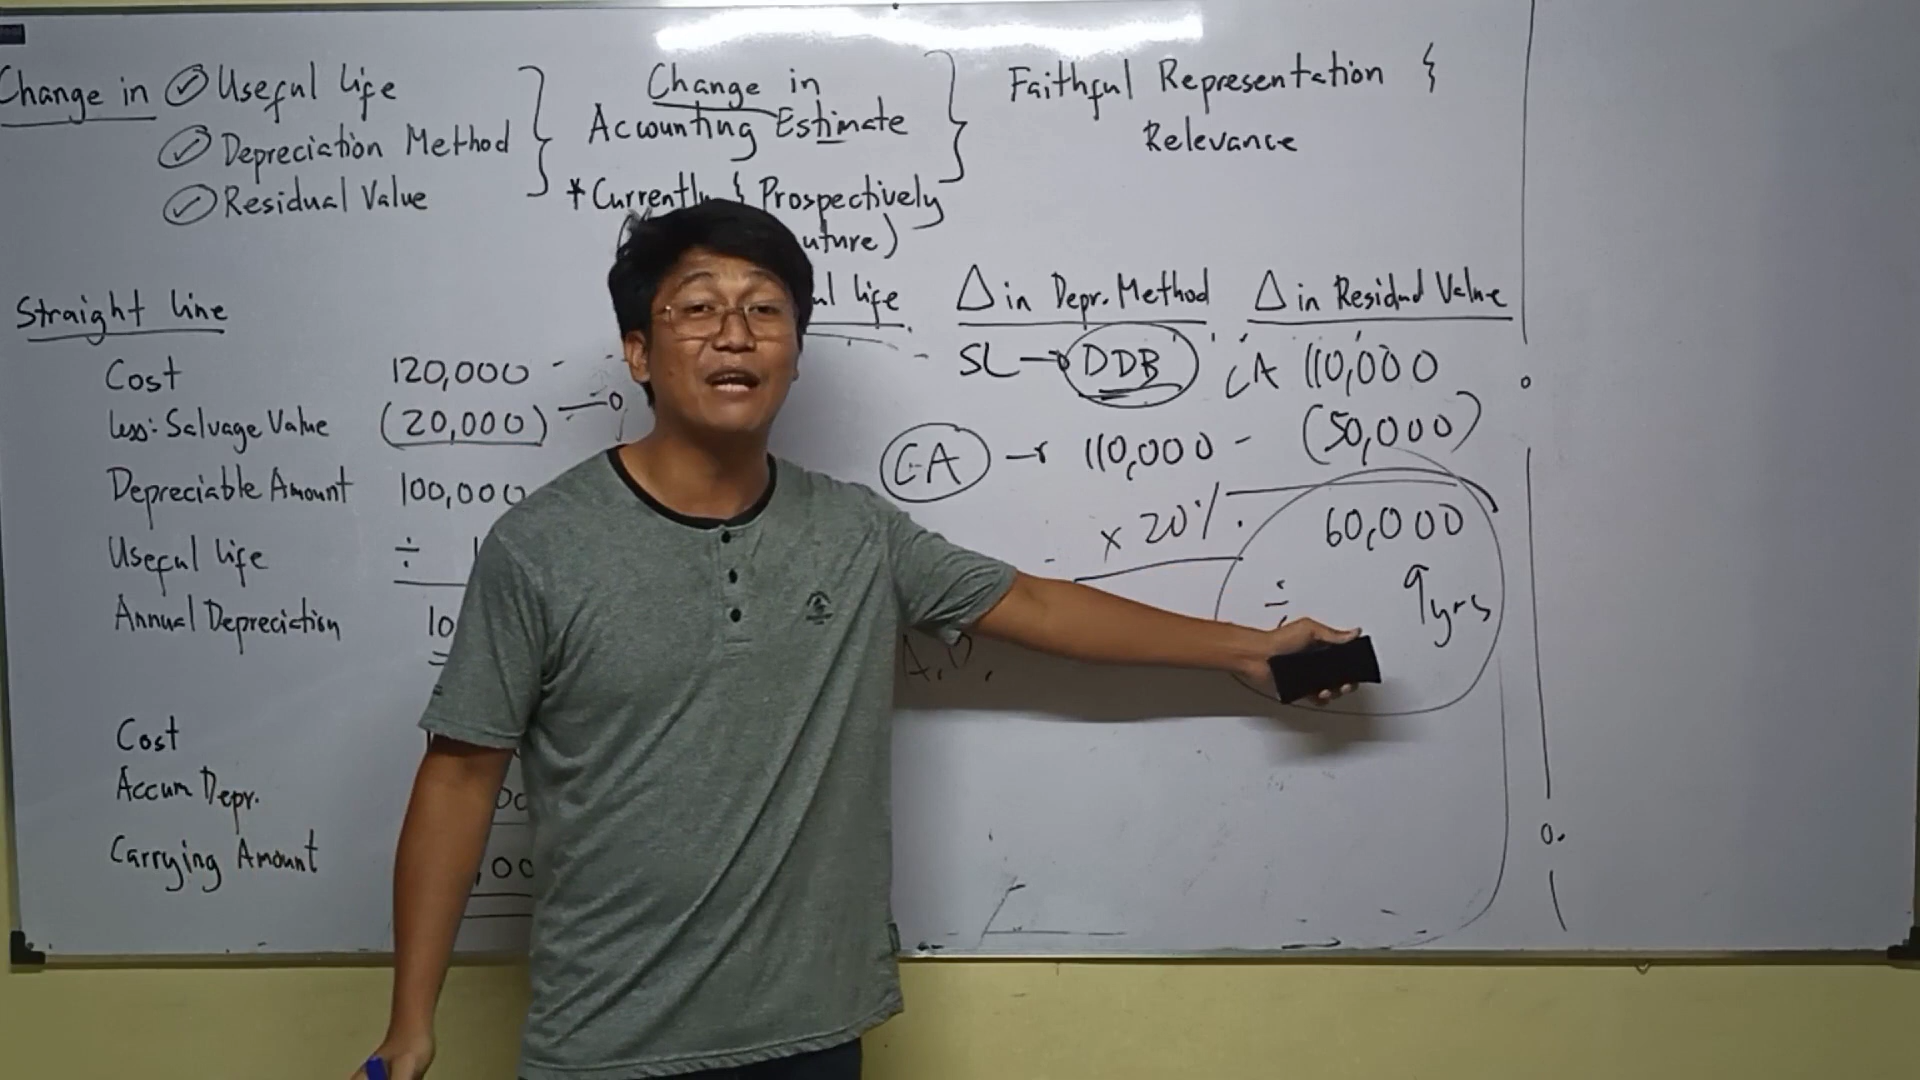 Change in ✓ Useful life
✓ Depreciation Method
✓ Residual Value
Change in
Accounting Estimate
* Currently & Prospectively
uture)
Faithful Representation &
Relevance
Straight line
Cost 120,000
less: Salvage Value (20,000)
Depreciable Amount 100,000
Useful life ÷
Annual Depreciation 10
Cost
Accum Depr.
Carrying Amount
life
Δ in Depr. Method
SL → DDB
CA → 110,000
x 20%
A.D.
Δ in Residual Value
CA 110,000
(50,000)
60,000
÷ 9yrs